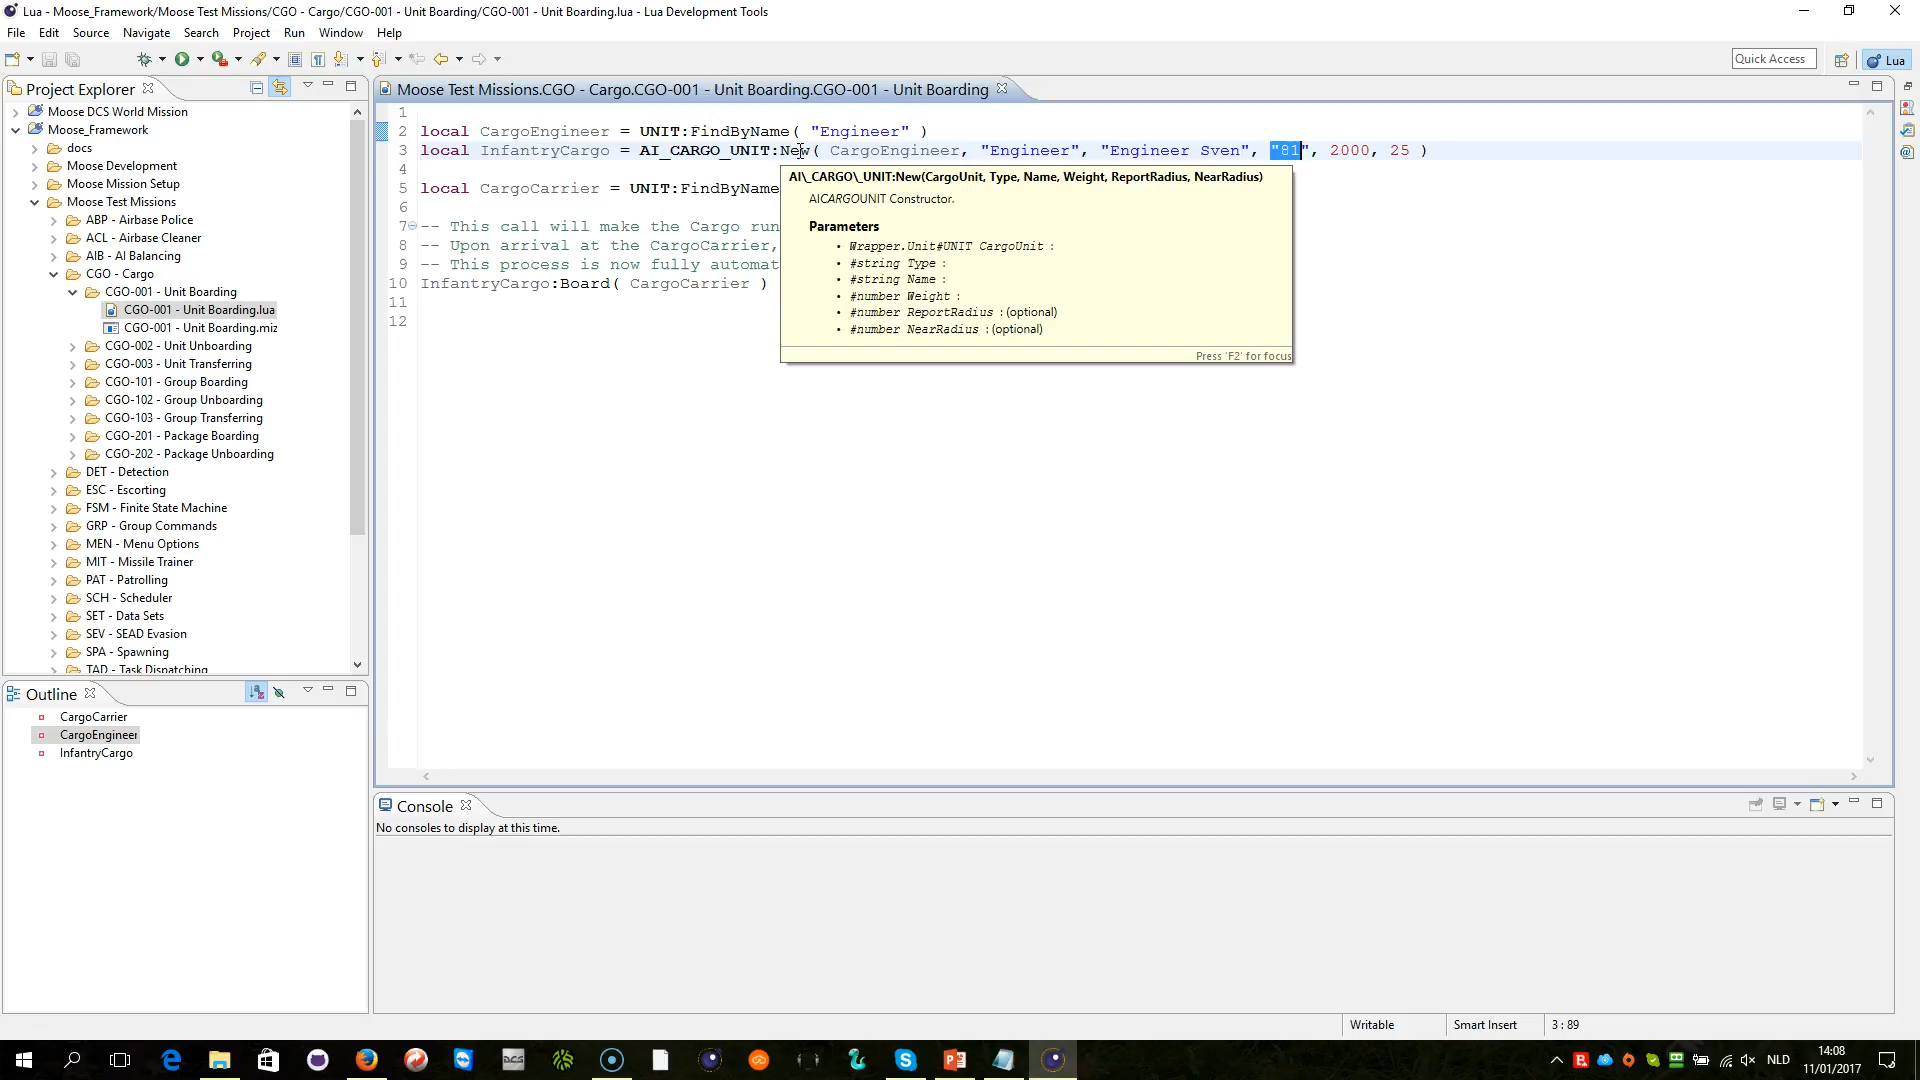 Lua - Moose_Framework/Moose Test Missions/CGO - Cargo/CGO-001 - Unit Boarding/CGO-001 - Unit Boarding.lua - Lua Development Tools
File Edit Source Navigate Search Project Run Window Help
Quick Access
Lua
Project Explorer
Moose DCS World Mission
Moose_Framework
docs
Moose Development
Moose Mission Setup
Moose Test Missions
ABP - Airbase Police
ACL - Airbase Cleaner
AIB - AI Balancing
CGO - Cargo
CGO-001 - Unit Boarding
CGO-001 - Unit Boarding.lua
CGO-001 - Unit Boarding.miz
CGO-002 - Unit Unboarding
CGO-003 - Unit Transferring
CGO-101 - Group Boarding
CGO-102 - Group Unboarding
CGO-103 - Group Transferring
CGO-201 - Package Boarding
CGO-202 - Package Unboarding
DET - Detection
ESC - Escorting
FSM - Finite State Machine
GRP - Group Commands
MEN - Menu Options
MIT - Missile Trainer
PAT - Patrolling
SCH - Scheduler
SET - Data Sets
SEV - SEAD Evasion
SPA - Spawning
TAD - Task Dispatching
Outline
CargoCarrier
CargoEngineer
InfantryCargo
Moose Test Missions.CGO - Cargo.CGO-001 - Unit Boarding.CGO-001 - Unit Boarding
1
2 local CargoEngineer = UNIT:FindByName( "Engineer" )
3 local InfantryCargo = AI_CARGO_UNIT:New( CargoEngineer, "Engineer", "Engineer Sven", "81", 2000, 25 )
4
5 local CargoCarrier = UNIT:FindByName
6
7 -- This call will make the Cargo run
8 -- Upon arrival at the CargoCarrier,
9 -- This process is now fully automat
10 InfantryCargo:Board( CargoCarrier )
11
12
AI\_CARGO\_UNIT:New(CargoUnit, Type, Name, Weight, ReportRadius, NearRadius)
AICARGOUNIT Constructor.
Parameters
• Wrapper.Unit#UNIT CargoUnit :
• #string Type :
• #string Name :
• #number Weight :
• #number ReportRadius : (optional)
• #number NearRadius : (optional)
Press 'F2' for focus
Console
No consoles to display at this time.
Writable Smart Insert 3 : 89
DCS
NLD
14:08
11/01/2017